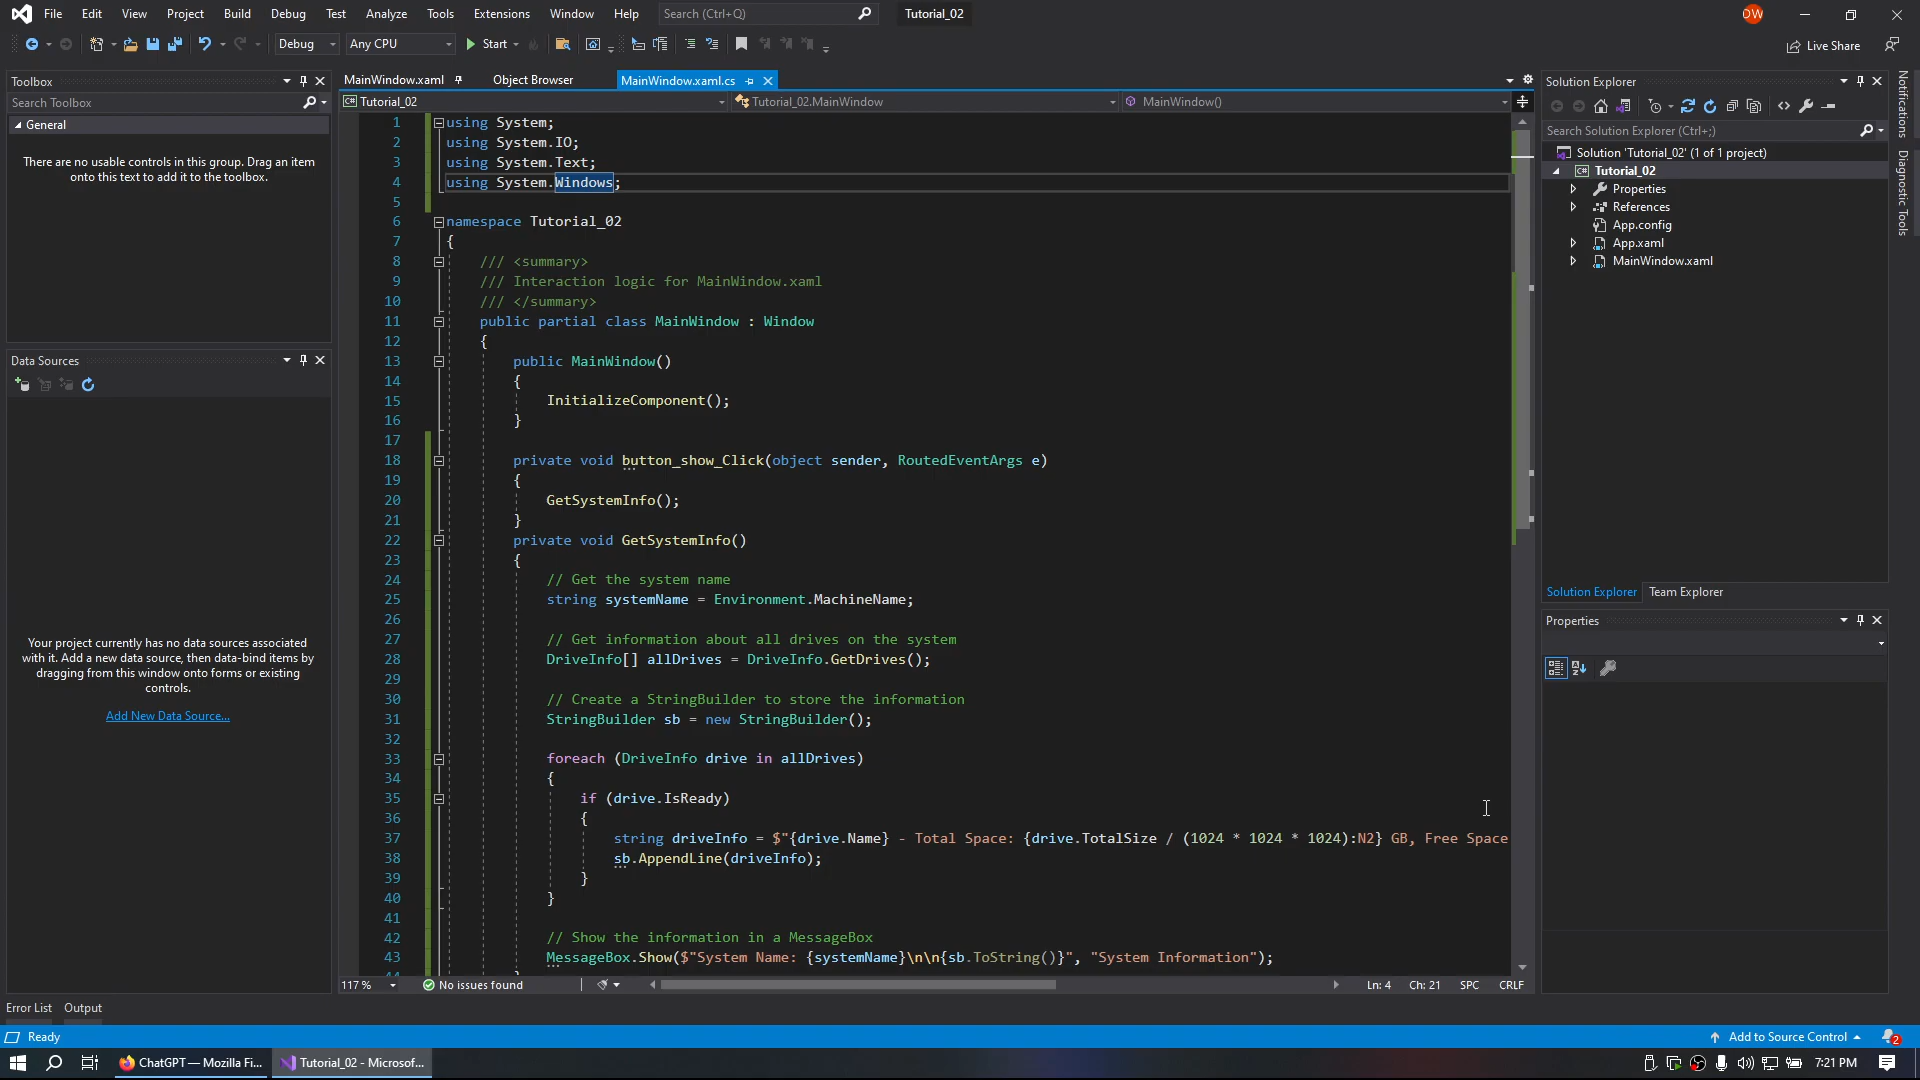 File Edit View Project Build Debug Test Analyze Tools Extensions Window Help Search (Ctrl+Q) Tutorial_02 DW
Debug Any CPU Start Live Share
Toolbox
Search Toolbox
General
There are no usable controls in this group. Drag an item
onto this text to add it to the toolbox.
Data Sources
Your project currently has no data sources associated
with it. Add a new data source, then data-bind items by
dragging from this window onto forms or existing
controls.
Add New Data Source...
MainWindow.xaml Object Browser MainWindow.xaml.cs
C# Tutorial_02 Tutorial_02.MainWindow MainWindow()
1 using System;
2 using System.IO;
3 using System.Text;
4 using System.Windows;
5
6 namespace Tutorial_02
7 {
8 /// <summary>
9 /// Interaction logic for MainWindow.xaml
10 /// </summary>
11 public partial class MainWindow : Window
12 {
13 public MainWindow()
14 {
15 InitializeComponent();
16 }
17
18 private void button_show_Click(object sender, RoutedEventArgs e)
19 {
20 GetSystemInfo();
21 }
22 private void GetSystemInfo()
23 {
24 // Get the system name
25 string systemName = Environment.MachineName;
26
27 // Get information about all drives on the system
28 DriveInfo[] allDrives = DriveInfo.GetDrives();
29
30 // Create a StringBuilder to store the information
31 StringBuilder sb = new StringBuilder();
32
33 foreach (DriveInfo drive in allDrives)
34 {
35 if (drive.IsReady)
36 {
37 string driveInfo = $"{drive.Name} - Total Space: {drive.TotalSize / (1024 * 1024 * 1024):N2} GB, Free Space
38 sb.AppendLine(driveInfo);
39 }
40 }
41
42 // Show the information in a MessageBox
43 MessageBox.Show($"System Name: {systemName}\n\n{sb.ToString()}", "System Information");
117 % No issues found Ln: 4 Ch: 21 SPC CRLF
Solution Explorer
Search Solution Explorer (Ctrl+;)
Solution 'Tutorial_02' (1 of 1 project)
C# Tutorial_02
Properties
References
App.config
App.xaml
MainWindow.xaml
Solution Explorer Team Explorer
Properties
Notifications
Diagnostic Tools
Error List Output
Ready Add to Source Control 2
ChatGPT — Mozilla Fi... Tutorial_02 - Microsof... 7:21 PM